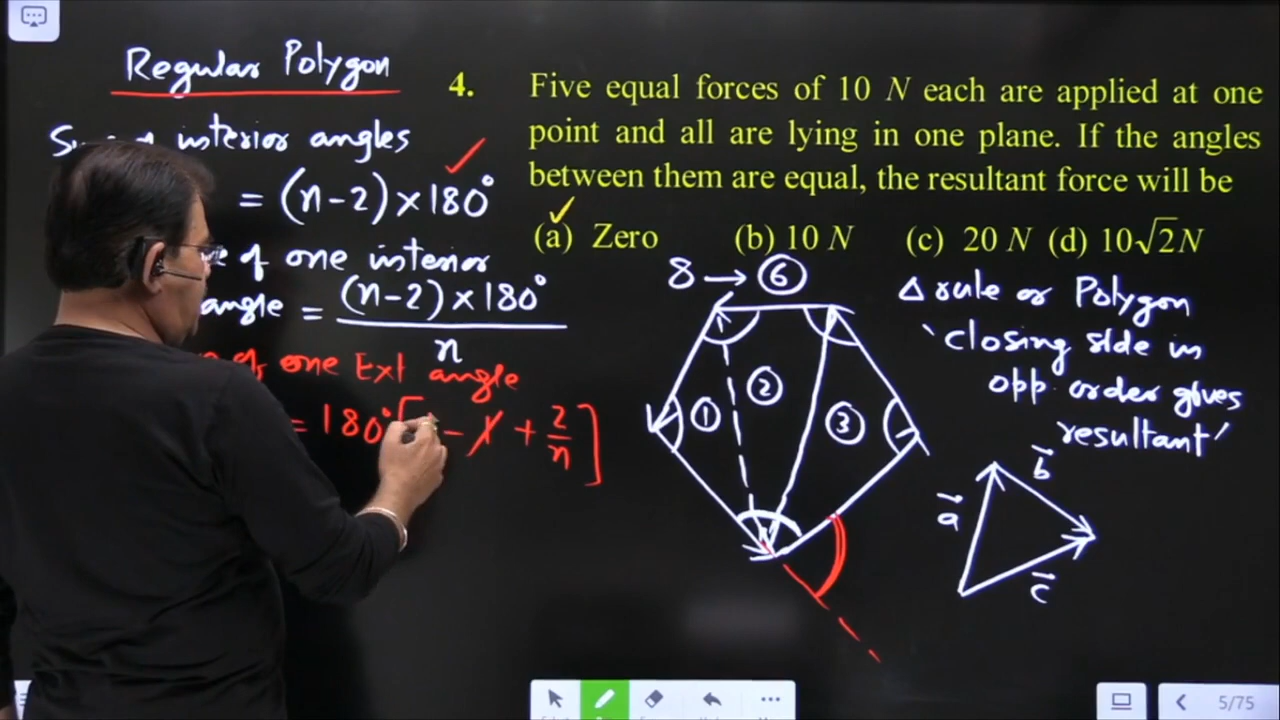 Regular Polygon
interior angles
= (n-2)×180°
of one interior
angle = (n-2)×180°
n
of one Ext angle
= 180° [ - 1 + 2/n ]
4. Five equal forces of 10 N each are applied at one
point and all are lying in one plane. If the angles
between them are equal, the resultant force will be
(a) Zero (b) 10 N (c) 20 N (d) 10√2N
8 → 6
1
2
3
Δ rule or Polygon
'closing side in
opp. order gives
resultant'
a⃗
b⃗
c⃗
5/75